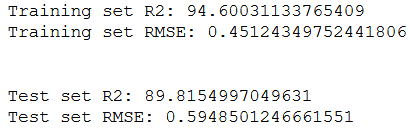 Training set R2: 94.60031133765409
Training set RMSE: 0.45124349752441806
Test set R2: 89.8154997049631
Test set RMSE: 0.5948501246661551